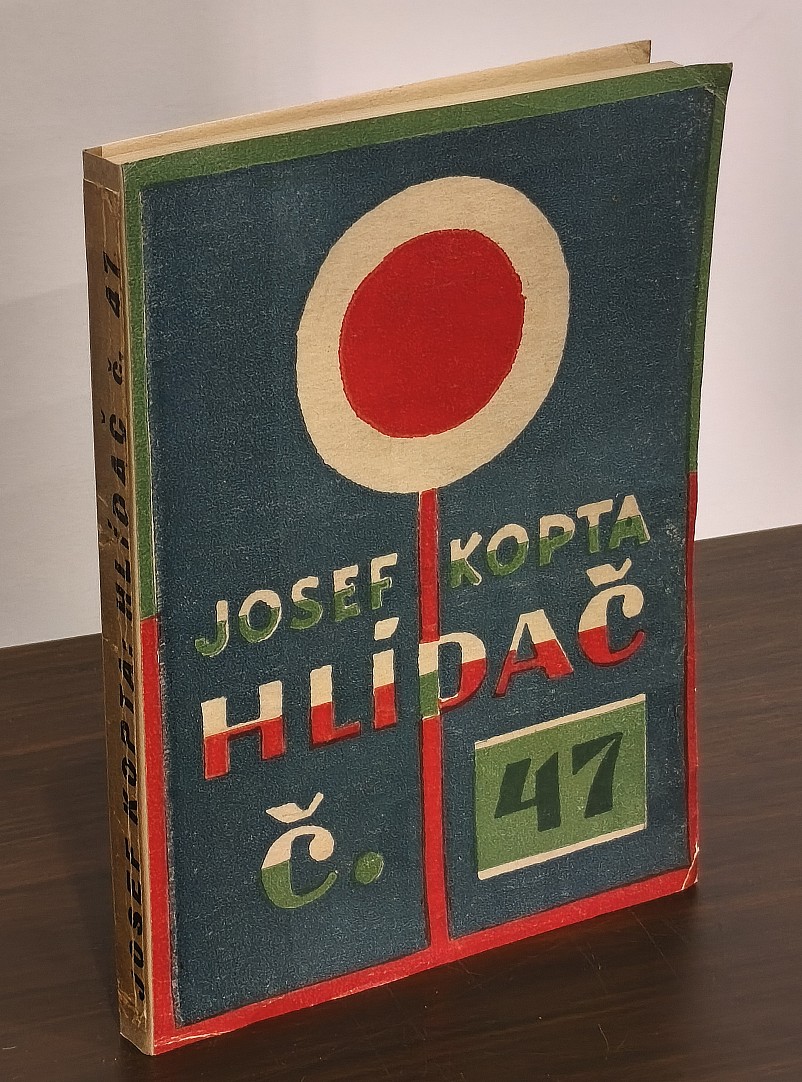 JOSEF KOPTA
HLÍDAČ
Č. 47
JOSEF KOPTA: HLÍDAČ Č. 47